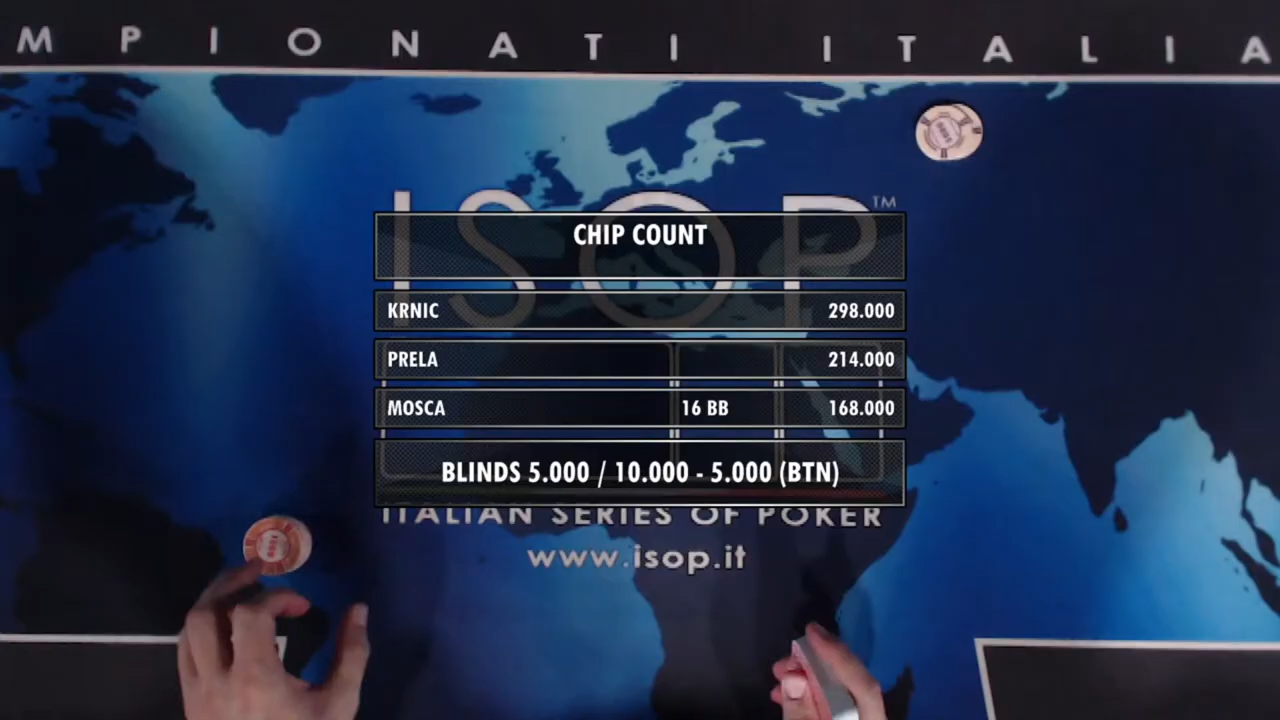 MPIONATI ITALIA
ISOP™
CHIP COUNT
KRNIC 298.000
PRELA 214.000
MOSCA 16 BB 168.000
BLINDS 5.000 / 10.000 - 5.000 (BTN)
ITALIAN SERIES OF POKER
www.isop.it